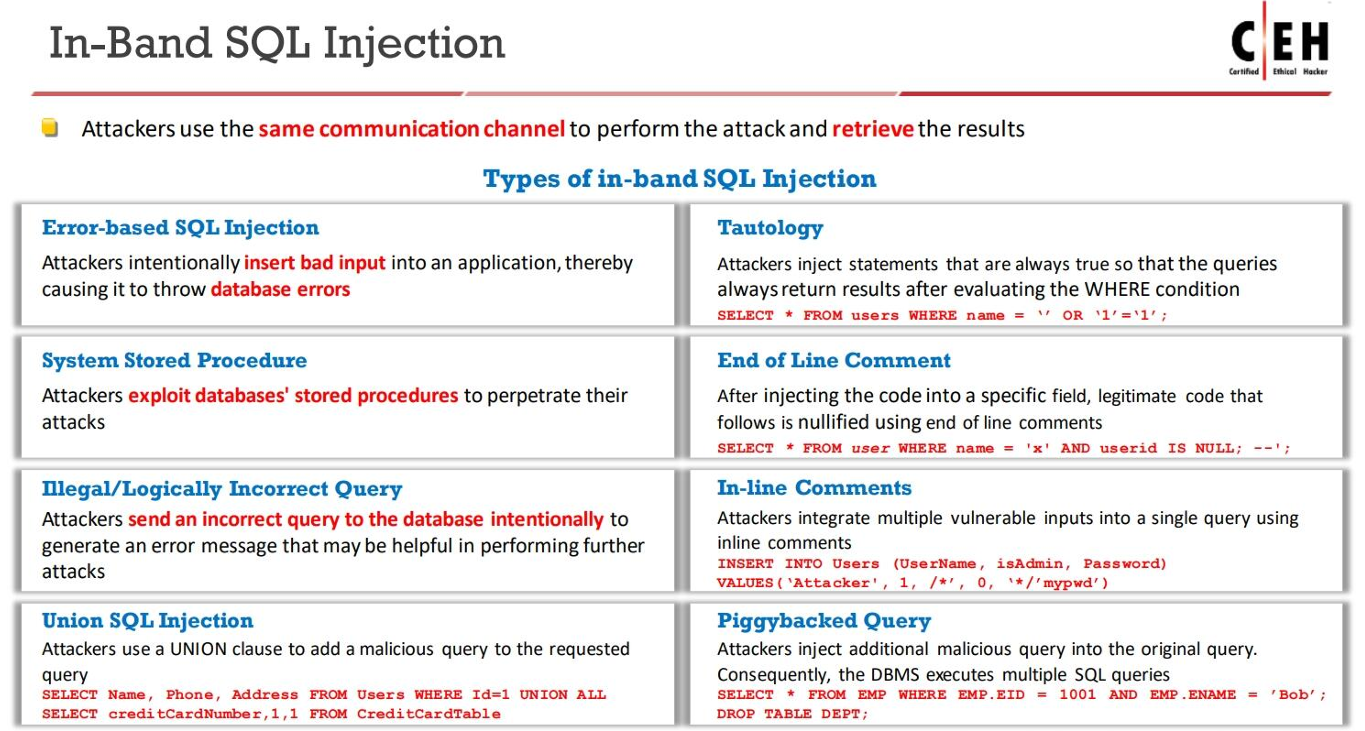 In-Band SQL Injection
C|EH
Certified Ethical Hacker
Attackers use the same communication channel to perform the attack and retrieve the results
Types of in-band SQL Injection
Error-based SQL Injection
Attackers intentionally insert bad input into an application, thereby
causing it to throw database errors
Tautology
Attackers inject statements that are always true so that the queries
always return results after evaluating the WHERE condition
SELECT * FROM users WHERE name = ‘’ OR ‘1’=‘1’;
System Stored Procedure
Attackers exploit databases' stored procedures to perpetrate their
attacks
End of Line Comment
After injecting the code into a specific field, legitimate code that
follows is nullified using end of line comments
SELECT * FROM user WHERE name = 'x' AND userid IS NULL; --';
Illegal/Logically Incorrect Query
Attackers send an incorrect query to the database intentionally to
generate an error message that may be helpful in performing further
attacks
In-line Comments
Attackers integrate multiple vulnerable inputs into a single query using
inline comments
INSERT INTO Users (UserName, isAdmin, Password)
VALUES(‘Attacker', 1, /*’, 0, ‘*/’mypwd’)
Union SQL Injection
Attackers use a UNION clause to add a malicious query to the requested
query
SELECT Name, Phone, Address FROM Users WHERE Id=1 UNION ALL
SELECT creditCardNumber,1,1 FROM CreditCardTable
Piggybacked Query
Attackers inject additional malicious query into the original query.
Consequently, the DBMS executes multiple SQL queries
SELECT * FROM EMP WHERE EMP.EID = 1001 AND EMP.ENAME = ’Bob’;
DROP TABLE DEPT;